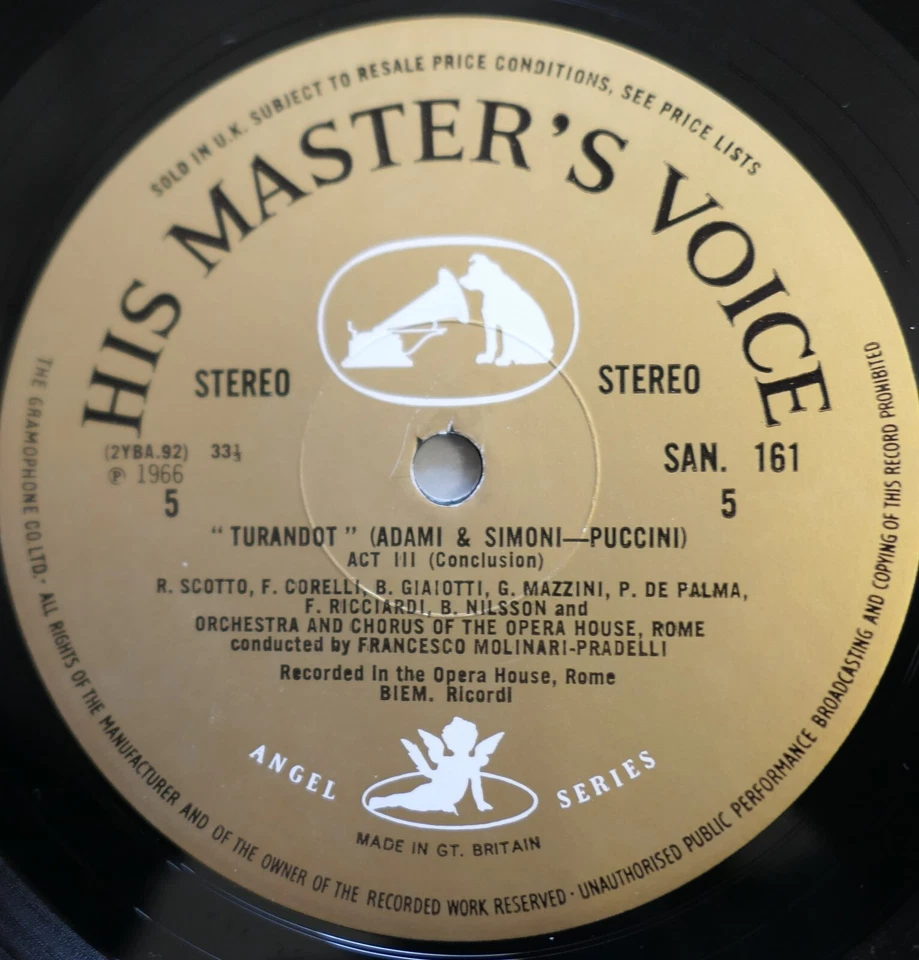 SOLD IN U.K. SUBJECT TO RESALE PRICE CONDITIONS, SEE PRICE LISTS
HIS MASTER'S VOICE
STEREO STEREO
(2YBA.92) 33⅓ SAN. 161
℗ 1966
5 5
“ TURANDOT ” (ADAMI & SIMONI—PUCCINI)
ACT III (Conclusion)
R. SCOTTO, F. CORELLI, B. GIAIOTTI, G. MAZZINI, P. DE PALMA,
F. RICCIARDI, B. NILSSON and
ORCHESTRA AND CHORUS OF THE OPERA HOUSE, ROME
conducted by FRANCESCO MOLINARI-PRADELLI
Recorded in the Opera House, Rome
BIEM. Ricordi
ANGEL SERIES
MADE IN GT. BRITAIN
THE GRAMOPHONE CO. LTD. · ALL RIGHTS OF THE MANUFACTURER AND OF THE OWNER OF THE RECORDED WORK RESERVED · UNAUTHORISED PUBLIC PERFORMANCE BROADCASTING AND COPYING OF THIS RECORD PROHIBITED